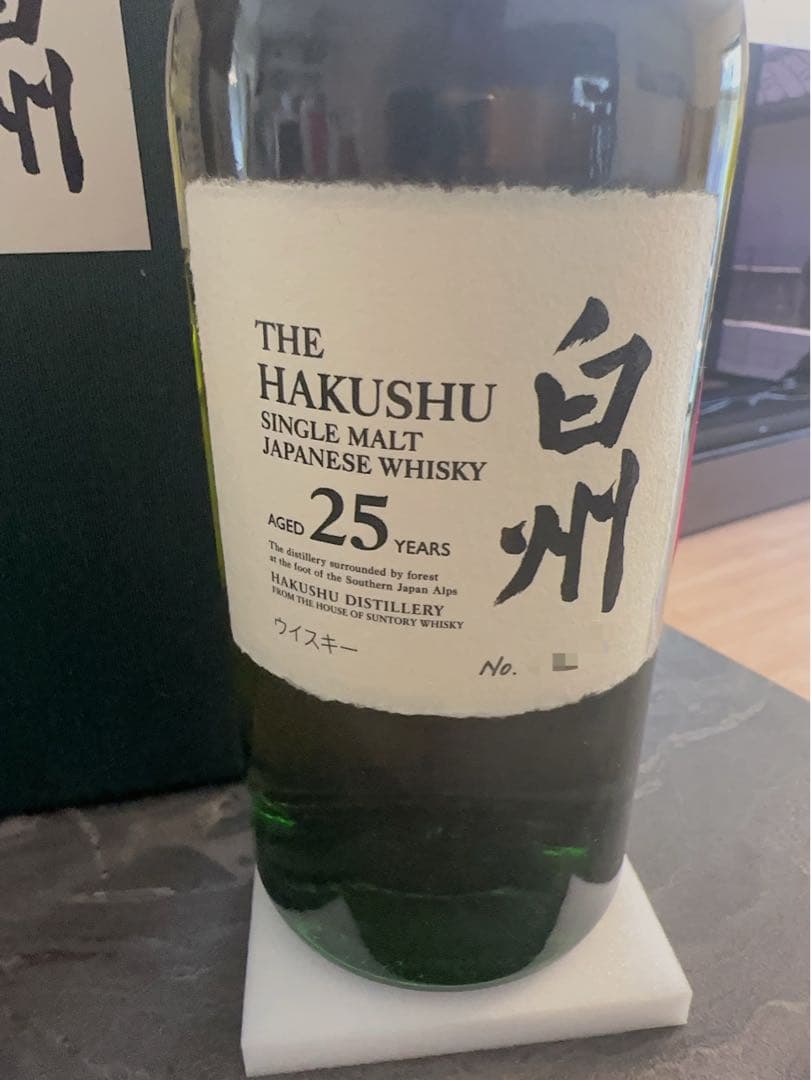 THE
HAKUSHU
SINGLE MALT
JAPANESE WHISKY
AGED 25 YEARS
The distillery surrounded by forest
at the foot of the Southern Japan Alps
HAKUSHU DISTILLERY
FROM THE HOUSE OF SUNTORY WHISKY
ウイスキー
No.
白州
州